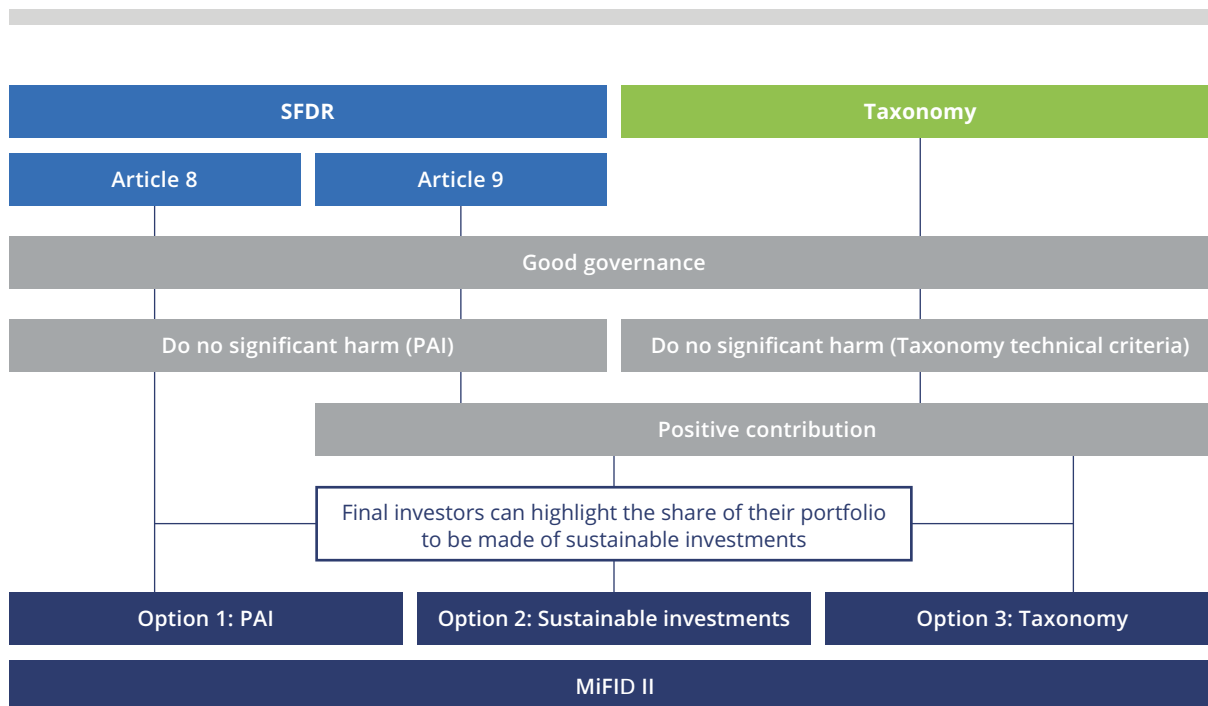 SFDR
Taxonomy
Article 8
Article 9
Good governance
Do no significant harm (PAI)
Do no significant harm (Taxonomy technical criteria)
Positive contribution
Final investors can highlight the share of their portfolio
to be made of sustainable investments
Option 1: PAI
Option 2: Sustainable investments
Option 3: Taxonomy
MiFID II